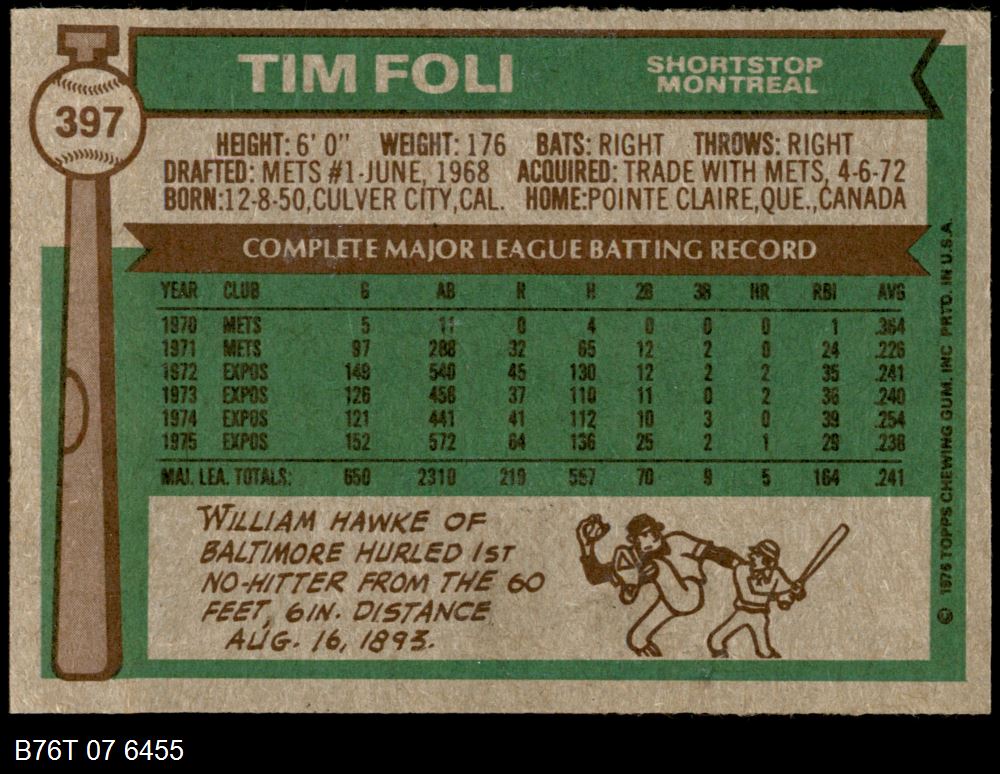 397
TIM FOLI
SHORTSTOP
MONTREAL
HEIGHT: 6' 0" WEIGHT: 176 BATS: RIGHT THROWS: RIGHT
DRAFTED: METS #1-JUNE, 1968 ACQUIRED: TRADE WITH METS, 4-6-72
BORN:12-8-50,CULVER CITY,CAL. HOME:POINTE CLAIRE,QUE.,CANADA
COMPLETE MAJOR LEAGUE BATTING RECORD
YEAR CLUB G AB R H 2B 3B HR RBI AVG
1970 METS 5 11 0 4 0 0 0 1 .364
1971 METS 97 288 32 65 12 2 0 24 .226
1972 EXPOS 149 540 45 130 12 2 2 35 .241
1973 EXPOS 126 458 37 110 11 0 2 36 .240
1974 EXPOS 121 441 41 112 10 3 0 39 .254
1975 EXPOS 152 572 64 136 25 2 1 29 .238
MAJ. LEA. TOTALS: 650 2310 219 557 70 9 5 164 .241
WILLIAM HAWKE OF
BALTIMORE HURLED 1ST
NO-HITTER FROM THE 60
FEET, 6IN. DISTANCE
AUG. 16, 1893.
© 1976 TOPPS CHEWING GUM, INC PRTD. IN U.S.A.
B76T 07 6455